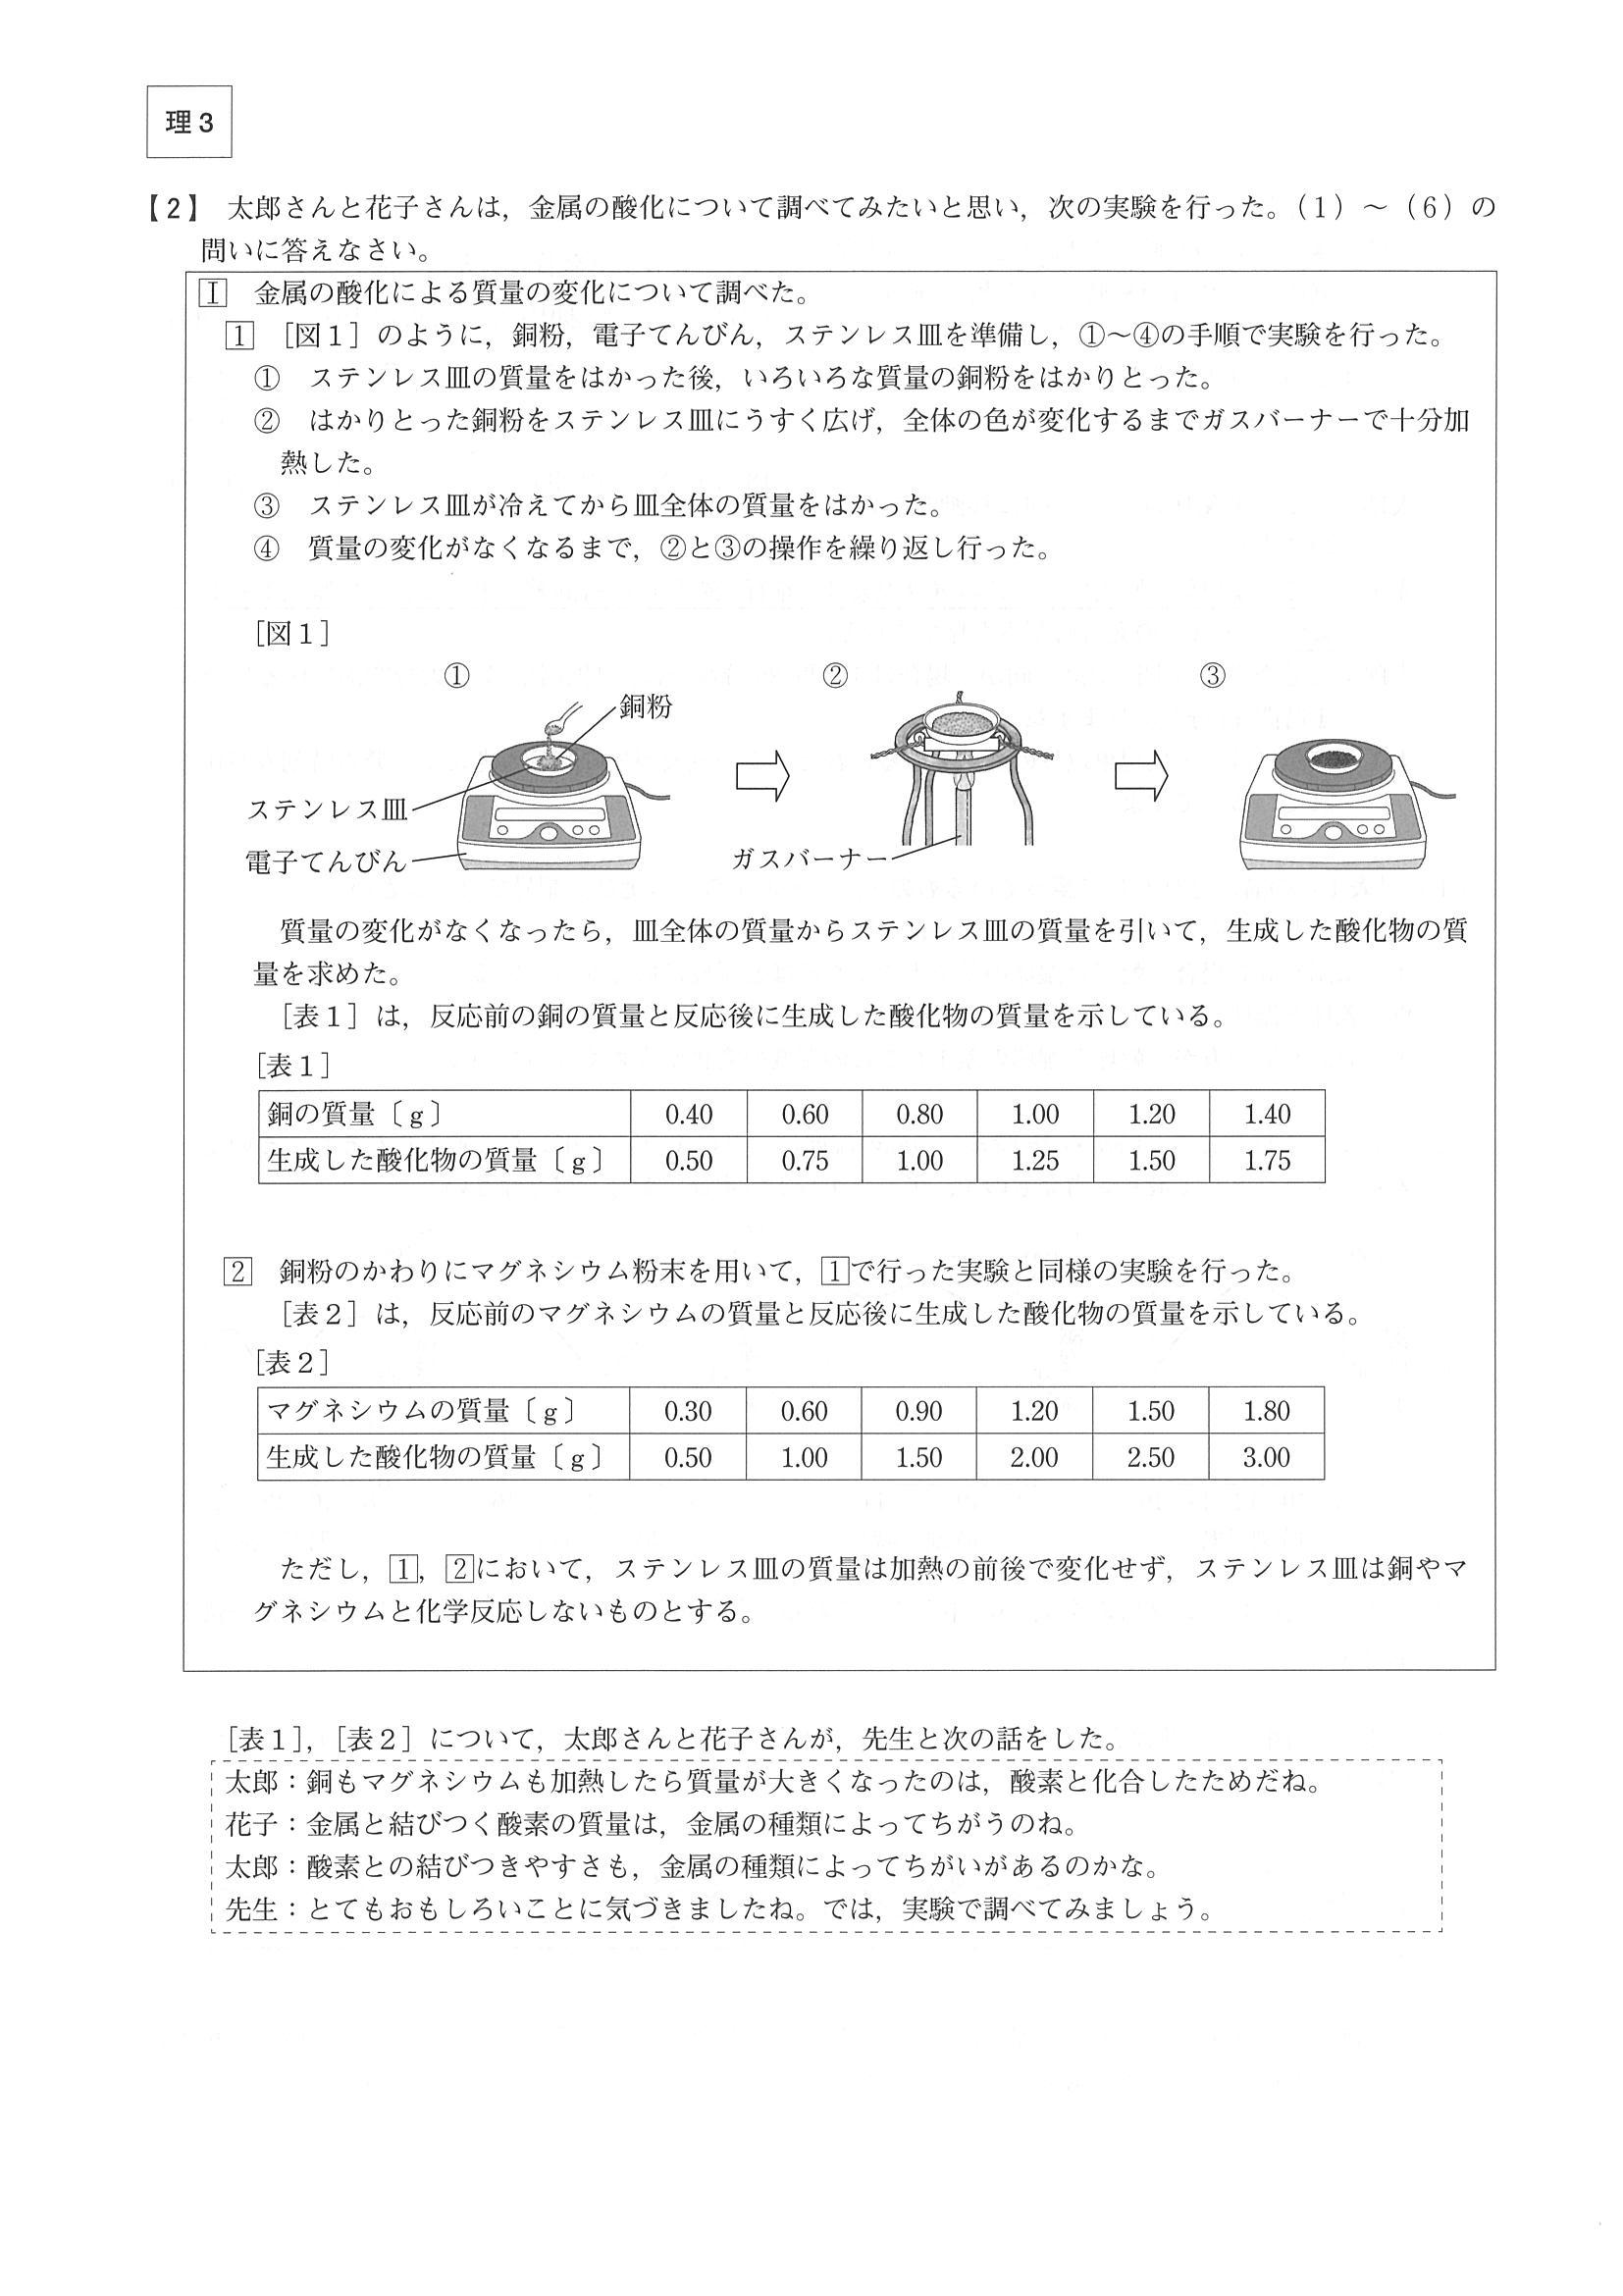 理3
【2】 太郎さんと花子さんは，金属の酸化について調べてみたいと思い，次の実験を行った。（1）～（6）の
問いに答えなさい。
Ⅰ 金属の酸化による質量の変化について調べた。
1 ［図1］のように，銅粉，電子てんびん，ステンレス皿を準備し，①～④の手順で実験を行った。
① ステンレス皿の質量をはかった後，いろいろな質量の銅粉をはかりとった。
② はかりとった銅粉をステンレス皿にうすく広げ，全体の色が変化するまでガスバーナーで十分加
熱した。
③ ステンレス皿が冷えてから皿全体の質量をはかった。
④ 質量の変化がなくなるまで，②と③の操作を繰り返し行った。
［図1］
① ② ③
銅粉
ステンレス皿
電子てんびん
ガスバーナー
質量の変化がなくなったら，皿全体の質量からステンレス皿の質量を引いて，生成した酸化物の質
量を求めた。
［表1］は，反応前の銅の質量と反応後に生成した酸化物の質量を示している。
［表1］
銅の質量〔g〕 0.40 0.60 0.80 1.00 1.20 1.40
生成した酸化物の質量〔g〕 0.50 0.75 1.00 1.25 1.50 1.75
2 銅粉のかわりにマグネシウム粉末を用いて，1で行った実験と同様の実験を行った。
［表2］は，反応前のマグネシウムの質量と反応後に生成した酸化物の質量を示している。
［表2］
マグネシウムの質量〔g〕 0.30 0.60 0.90 1.20 1.50 1.80
生成した酸化物の質量〔g〕 0.50 1.00 1.50 2.00 2.50 3.00
ただし，1，2において，ステンレス皿の質量は加熱の前後で変化せず，ステンレス皿は銅やマ
グネシウムと化学反応しないものとする。
［表1］，［表2］について，太郎さんと花子さんが，先生と次の話をした。
太郎：銅もマグネシウムも加熱したら質量が大きくなったのは，酸素と化合したためだね。
花子：金属と結びつく酸素の質量は，金属の種類によってちがうのね。
太郎：酸素との結びつきやすさも，金属の種類によってちがいがあるのかな。
先生：とてもおもしろいことに気づきましたね。では，実験で調べてみましょう。